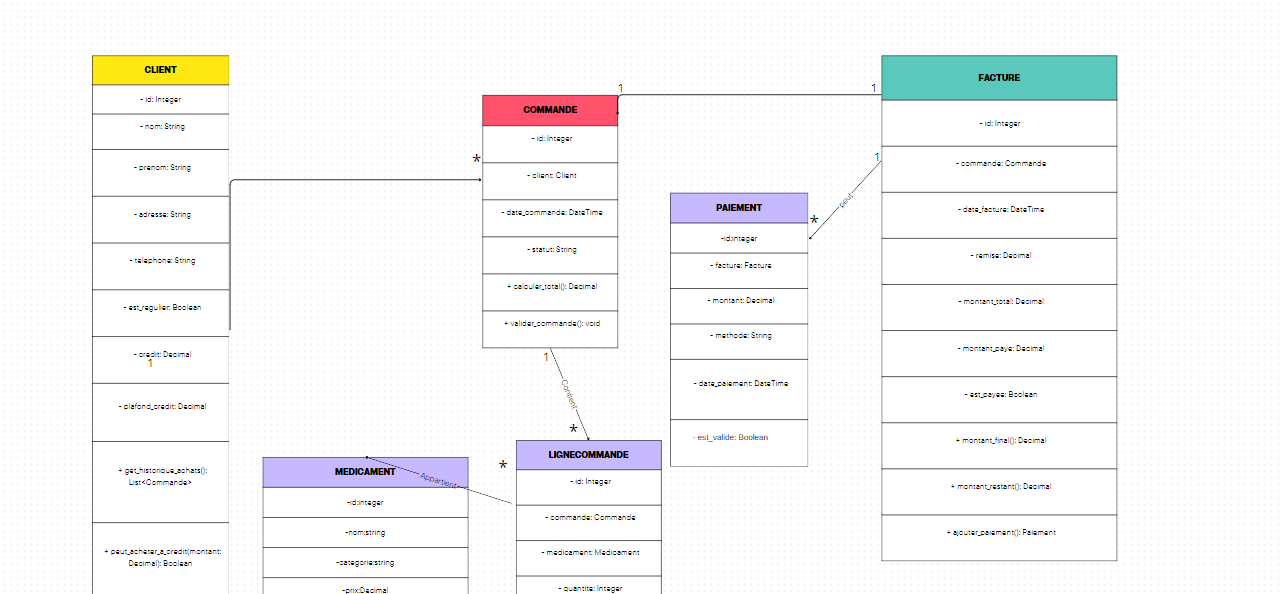 CLIENT
- id: Integer
- nom: String
- prenom: String
- adresse: String
- telephone: String
- est_regulier: Boolean
- credit: Decimal
1
- plafond_credit: Decimal
+ get_historique_achats():
List<Commande>
+ peut_acheter_a_credit(montant:
Decimal): Boolean
*
COMMANDE
- id: Integer
- client: Client
- date_commande: DateTime
- statut: String
+ calculer_total(): Decimal
+ valider_commande(): void
1
1
1
Contient
*
MEDICAMENT
-id:integer
-nom:string
-categorie:string
-prix:Decimal
Appartient
*
LIGNECOMMANDE
- id: Integer
- commande: Commande
- medicament: Medicament
- quantite: Integer
PAIEMENT
-id:integer
- facture: Facture
- montant: Decimal
- methode: String
- date_paiement: DateTime
- est_valide: Boolean
*
peut
1
FACTURE
- id: Integer
- commande: Commande
- date_facture: DateTime
- remise: Decimal
- montant_total: Decimal
- montant_paye: Decimal
- est_payee: Boolean
+ montant_final(): Decimal
+ montant_restant(): Decimal
+ ajouter_paiement(): Paiement